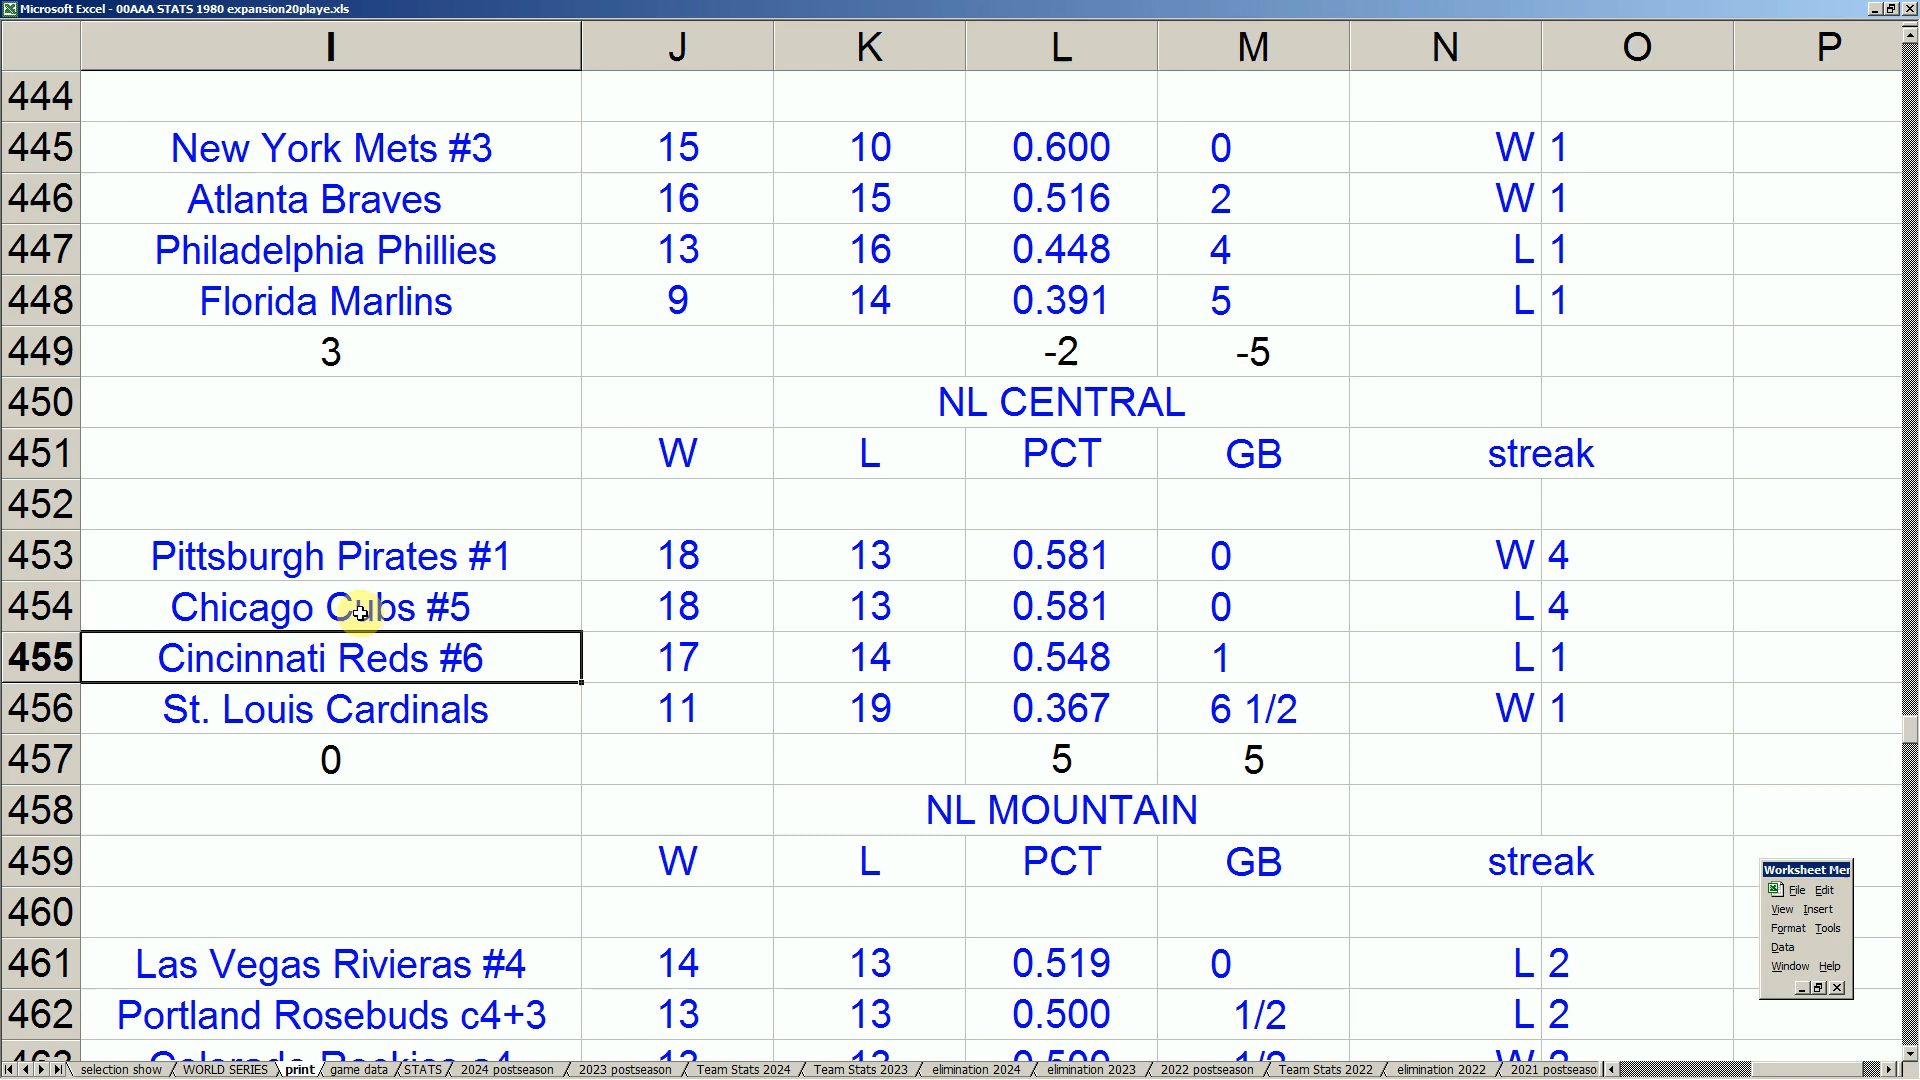 Microsoft Excel - 00AAA STATS 1980 expansion20playe.xls
I J K L M N O P
444
445 New York Mets #3 15 10 0.600 0 W 1
446 Atlanta Braves 16 15 0.516 2 W 1
447 Philadelphia Phillies 13 16 0.448 4 L 1
448 Florida Marlins 9 14 0.391 5 L 1
449 3 -2 -5
450 NL CENTRAL
451 W L PCT GB streak
452
453 Pittsburgh Pirates #1 18 13 0.581 0 W 4
454 Chicago Cubs #5 18 13 0.581 0 L 4
455 Cincinnati Reds #6 17 14 0.548 1 L 1
456 St. Louis Cardinals 11 19 0.367 6 1/2 W 1
457 0 5 5
458 NL MOUNTAIN
459 W L PCT GB streak
460
461 Las Vegas Rivieras #4 14 13 0.519 0 L 2
462 Portland Rosebuds c4+3 13 13 0.500 1/2 L 2
Worksheet Mer
File Edit
View Insert
Format Tools
Data
Window Help
selection show WORLD SERIES print game data STATS 2024 postseason 2023 postseason Team Stats 2024 Team Stats 2023 elimination 2024 elimination 2023 2022 postseason Team Stats 2022 elimination 2022 2021 postseaso